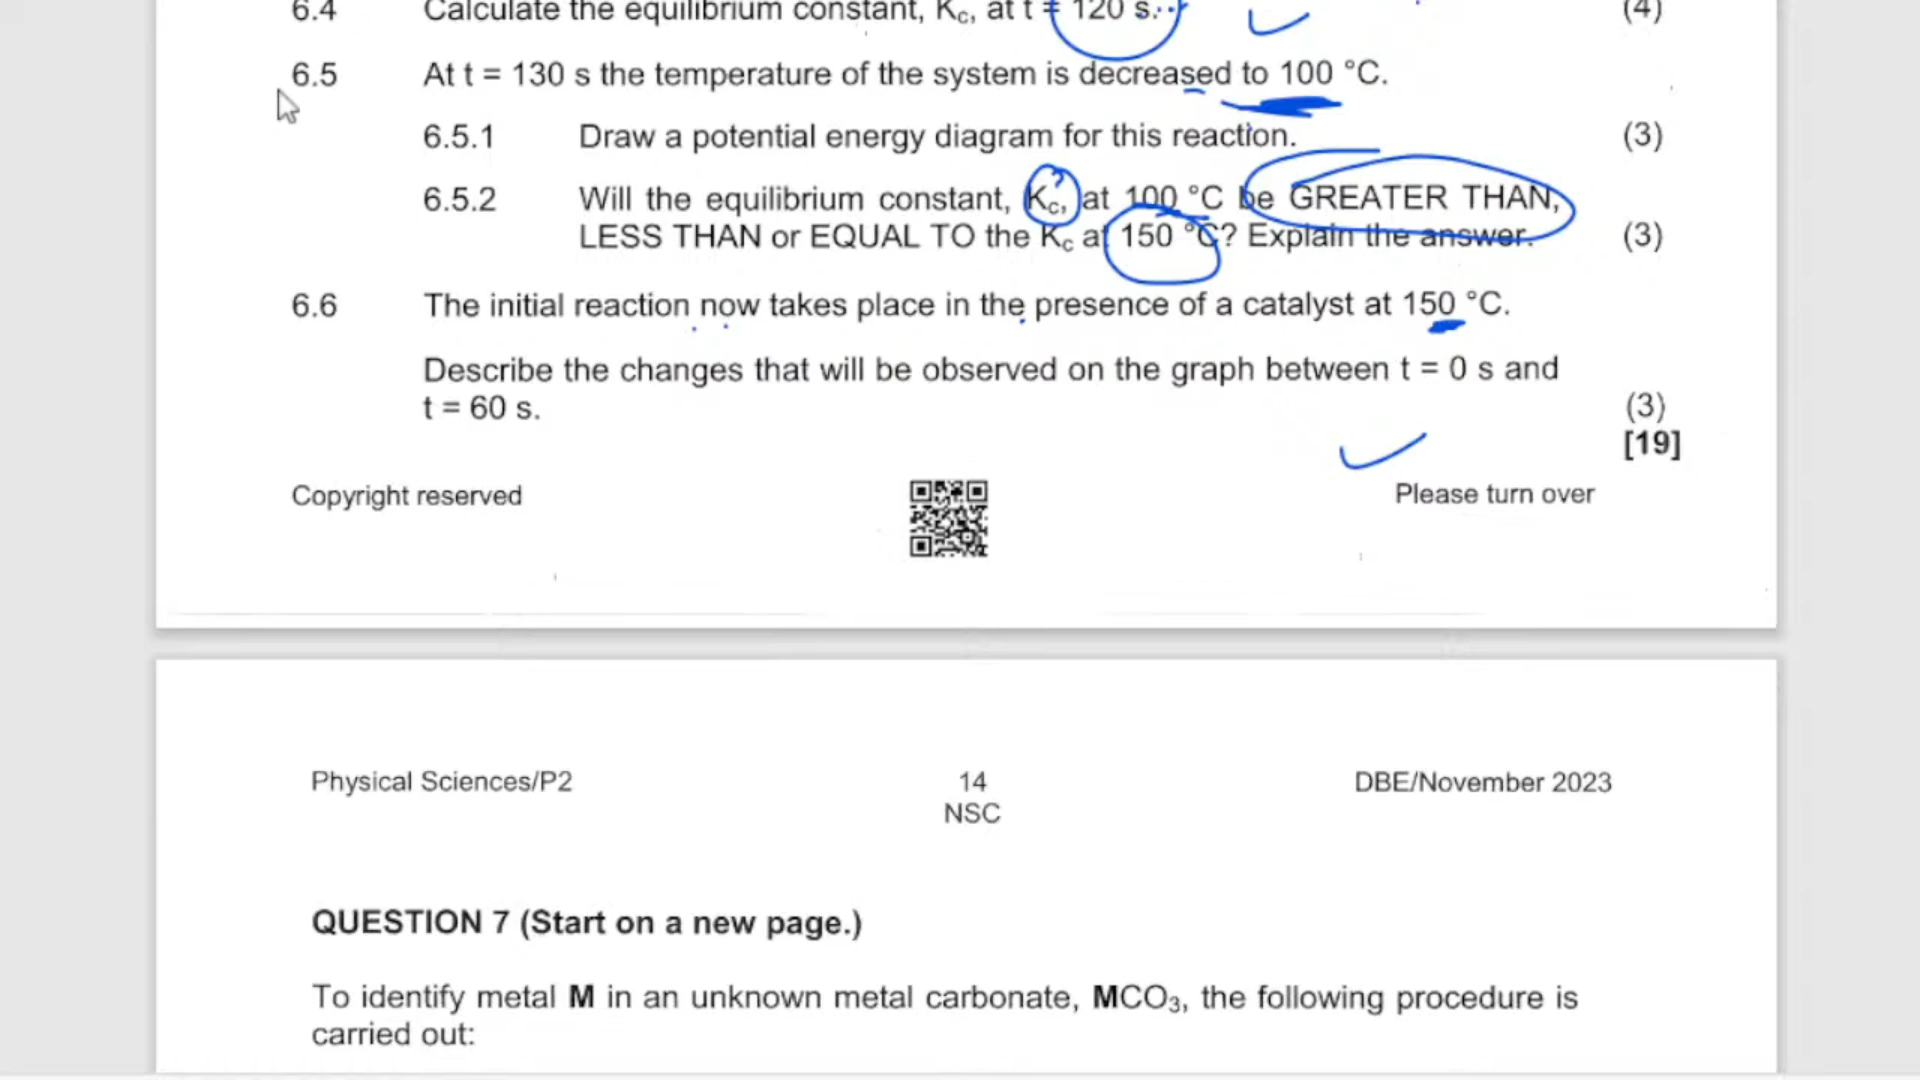 6.4 Calculate the equilibrium constant, Kc, at t = 120 s. (4)
6.5 At t = 130 s the temperature of the system is decreased to 100 °C.
6.5.1 Draw a potential energy diagram for this reaction. (3)
6.5.2 Will the equilibrium constant, Kc, at 100 °C be GREATER THAN,
LESS THAN or EQUAL TO the Kc at 150 °C? Explain the answer. (3)
6.6 The initial reaction now takes place in the presence of a catalyst at 150 °C.
Describe the changes that will be observed on the graph between t = 0 s and
t = 60 s. (3)
[19]
Copyright reserved Please turn over
Physical Sciences/P2 14 DBE/November 2023
NSC
QUESTION 7 (Start on a new page.)
To identify metal M in an unknown metal carbonate, MCO₃, the following procedure is
carried out: